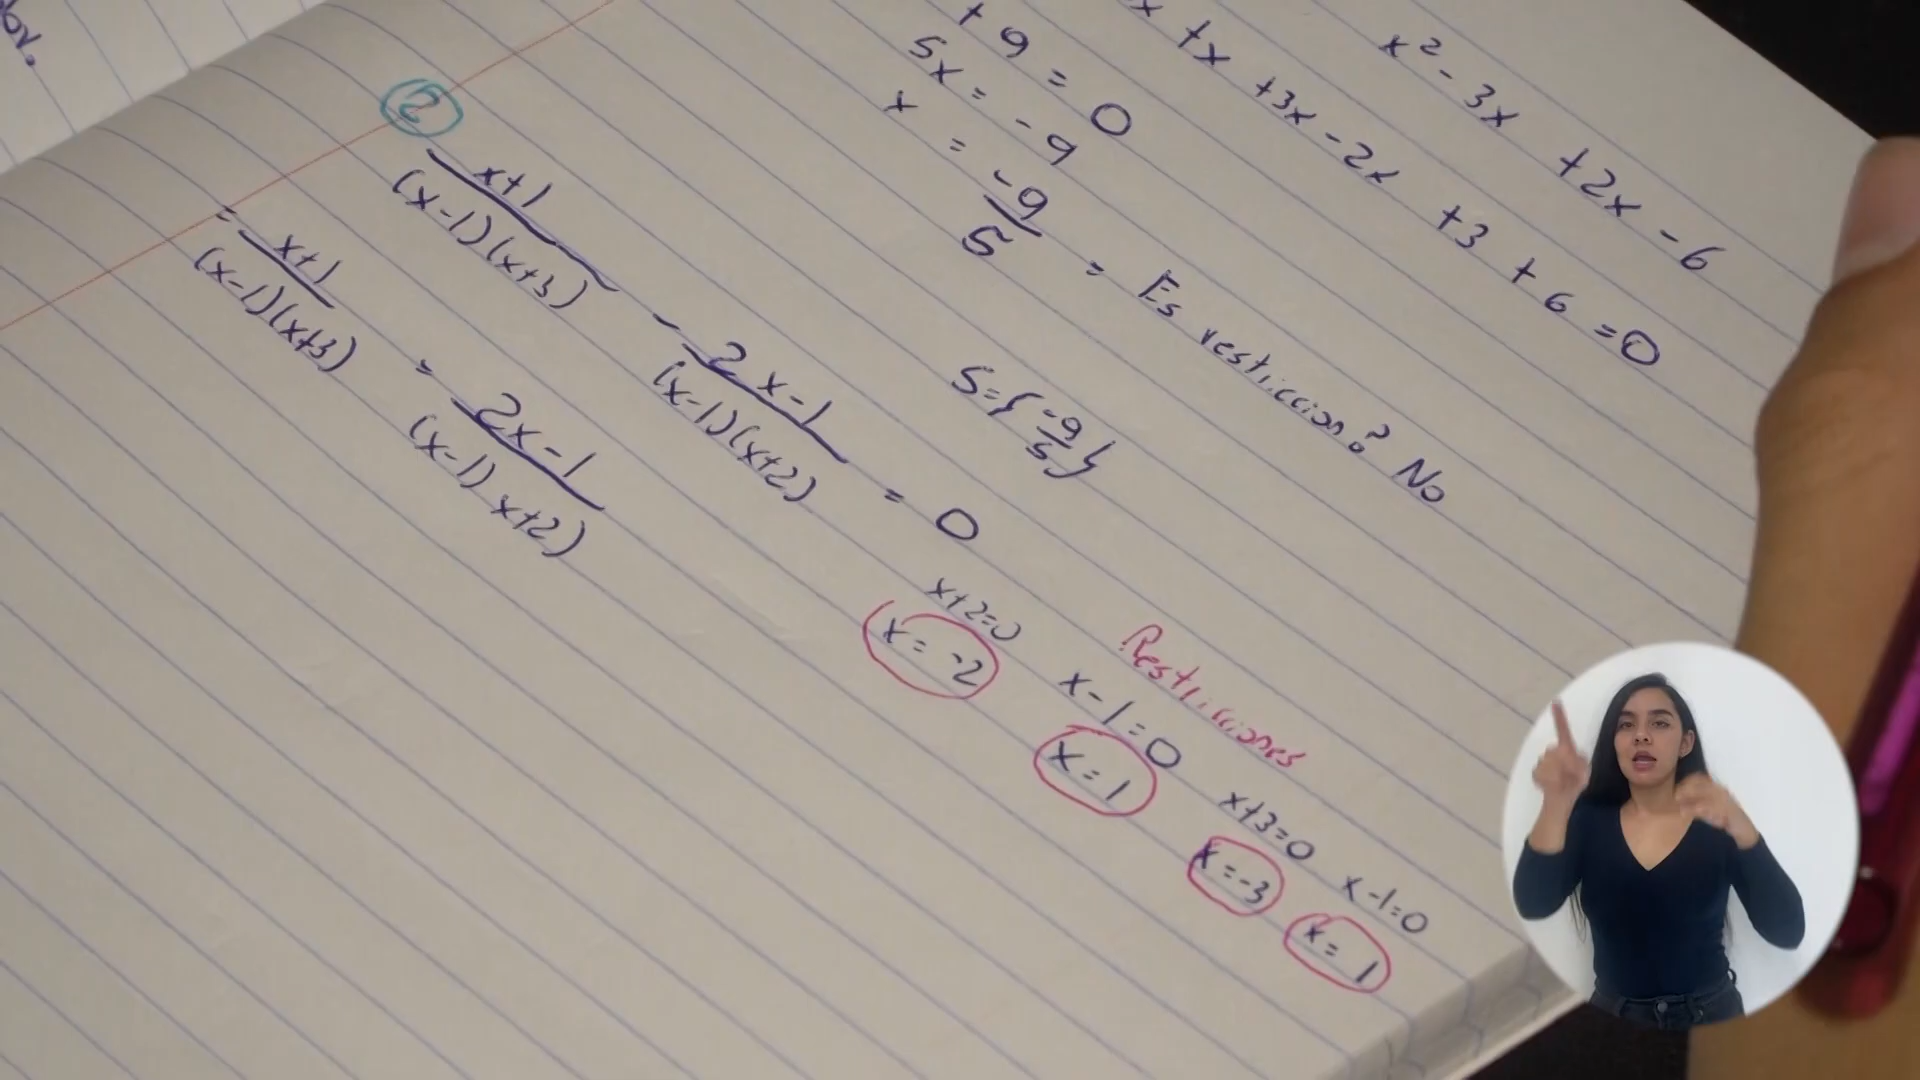 x² - 3x + 2x - 6
+x + 3x - 2x + 3 + 6 = 0
+ 9 = 0
5x = -9
x = -9/5 = Es restriccion? No
S = { -9/5 }
2
x+1/(x-1)(x+3) - 2x-1/(x-1)(x+2) = 0
= x+1/(x-1)(x+3) = 2x-1/(x-1) x+2)
Restricciones
x+2=0 x-1=0 x+3=0 x-1=0
x = -2 x = 1 x = -3 x = 1